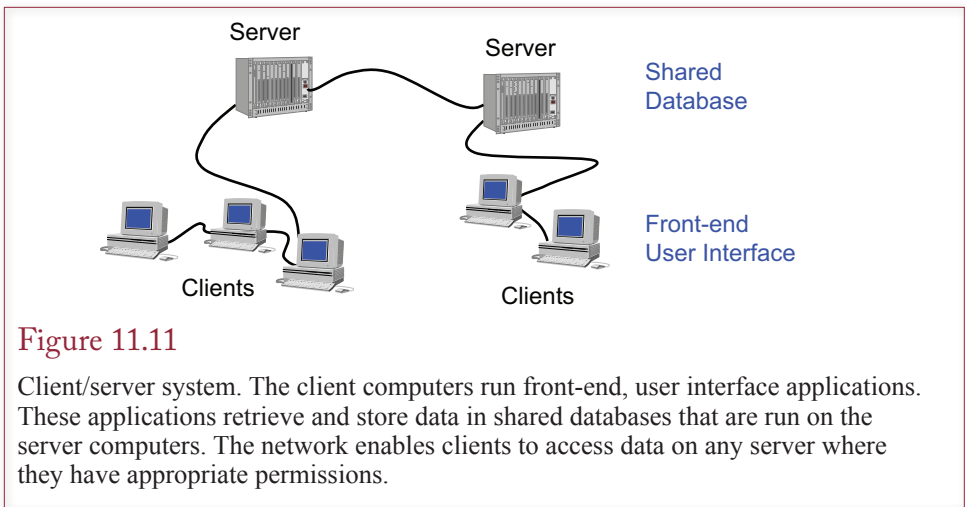 Server
Server
Shared
Database
Front-end
User Interface
Clients
Clients
Figure 11.11
Client/server system. The client computers run front-end, user interface applications.
These applications retrieve and store data in shared databases that are run on the
server computers. The network enables clients to access data on any server where
they have appropriate permissions.